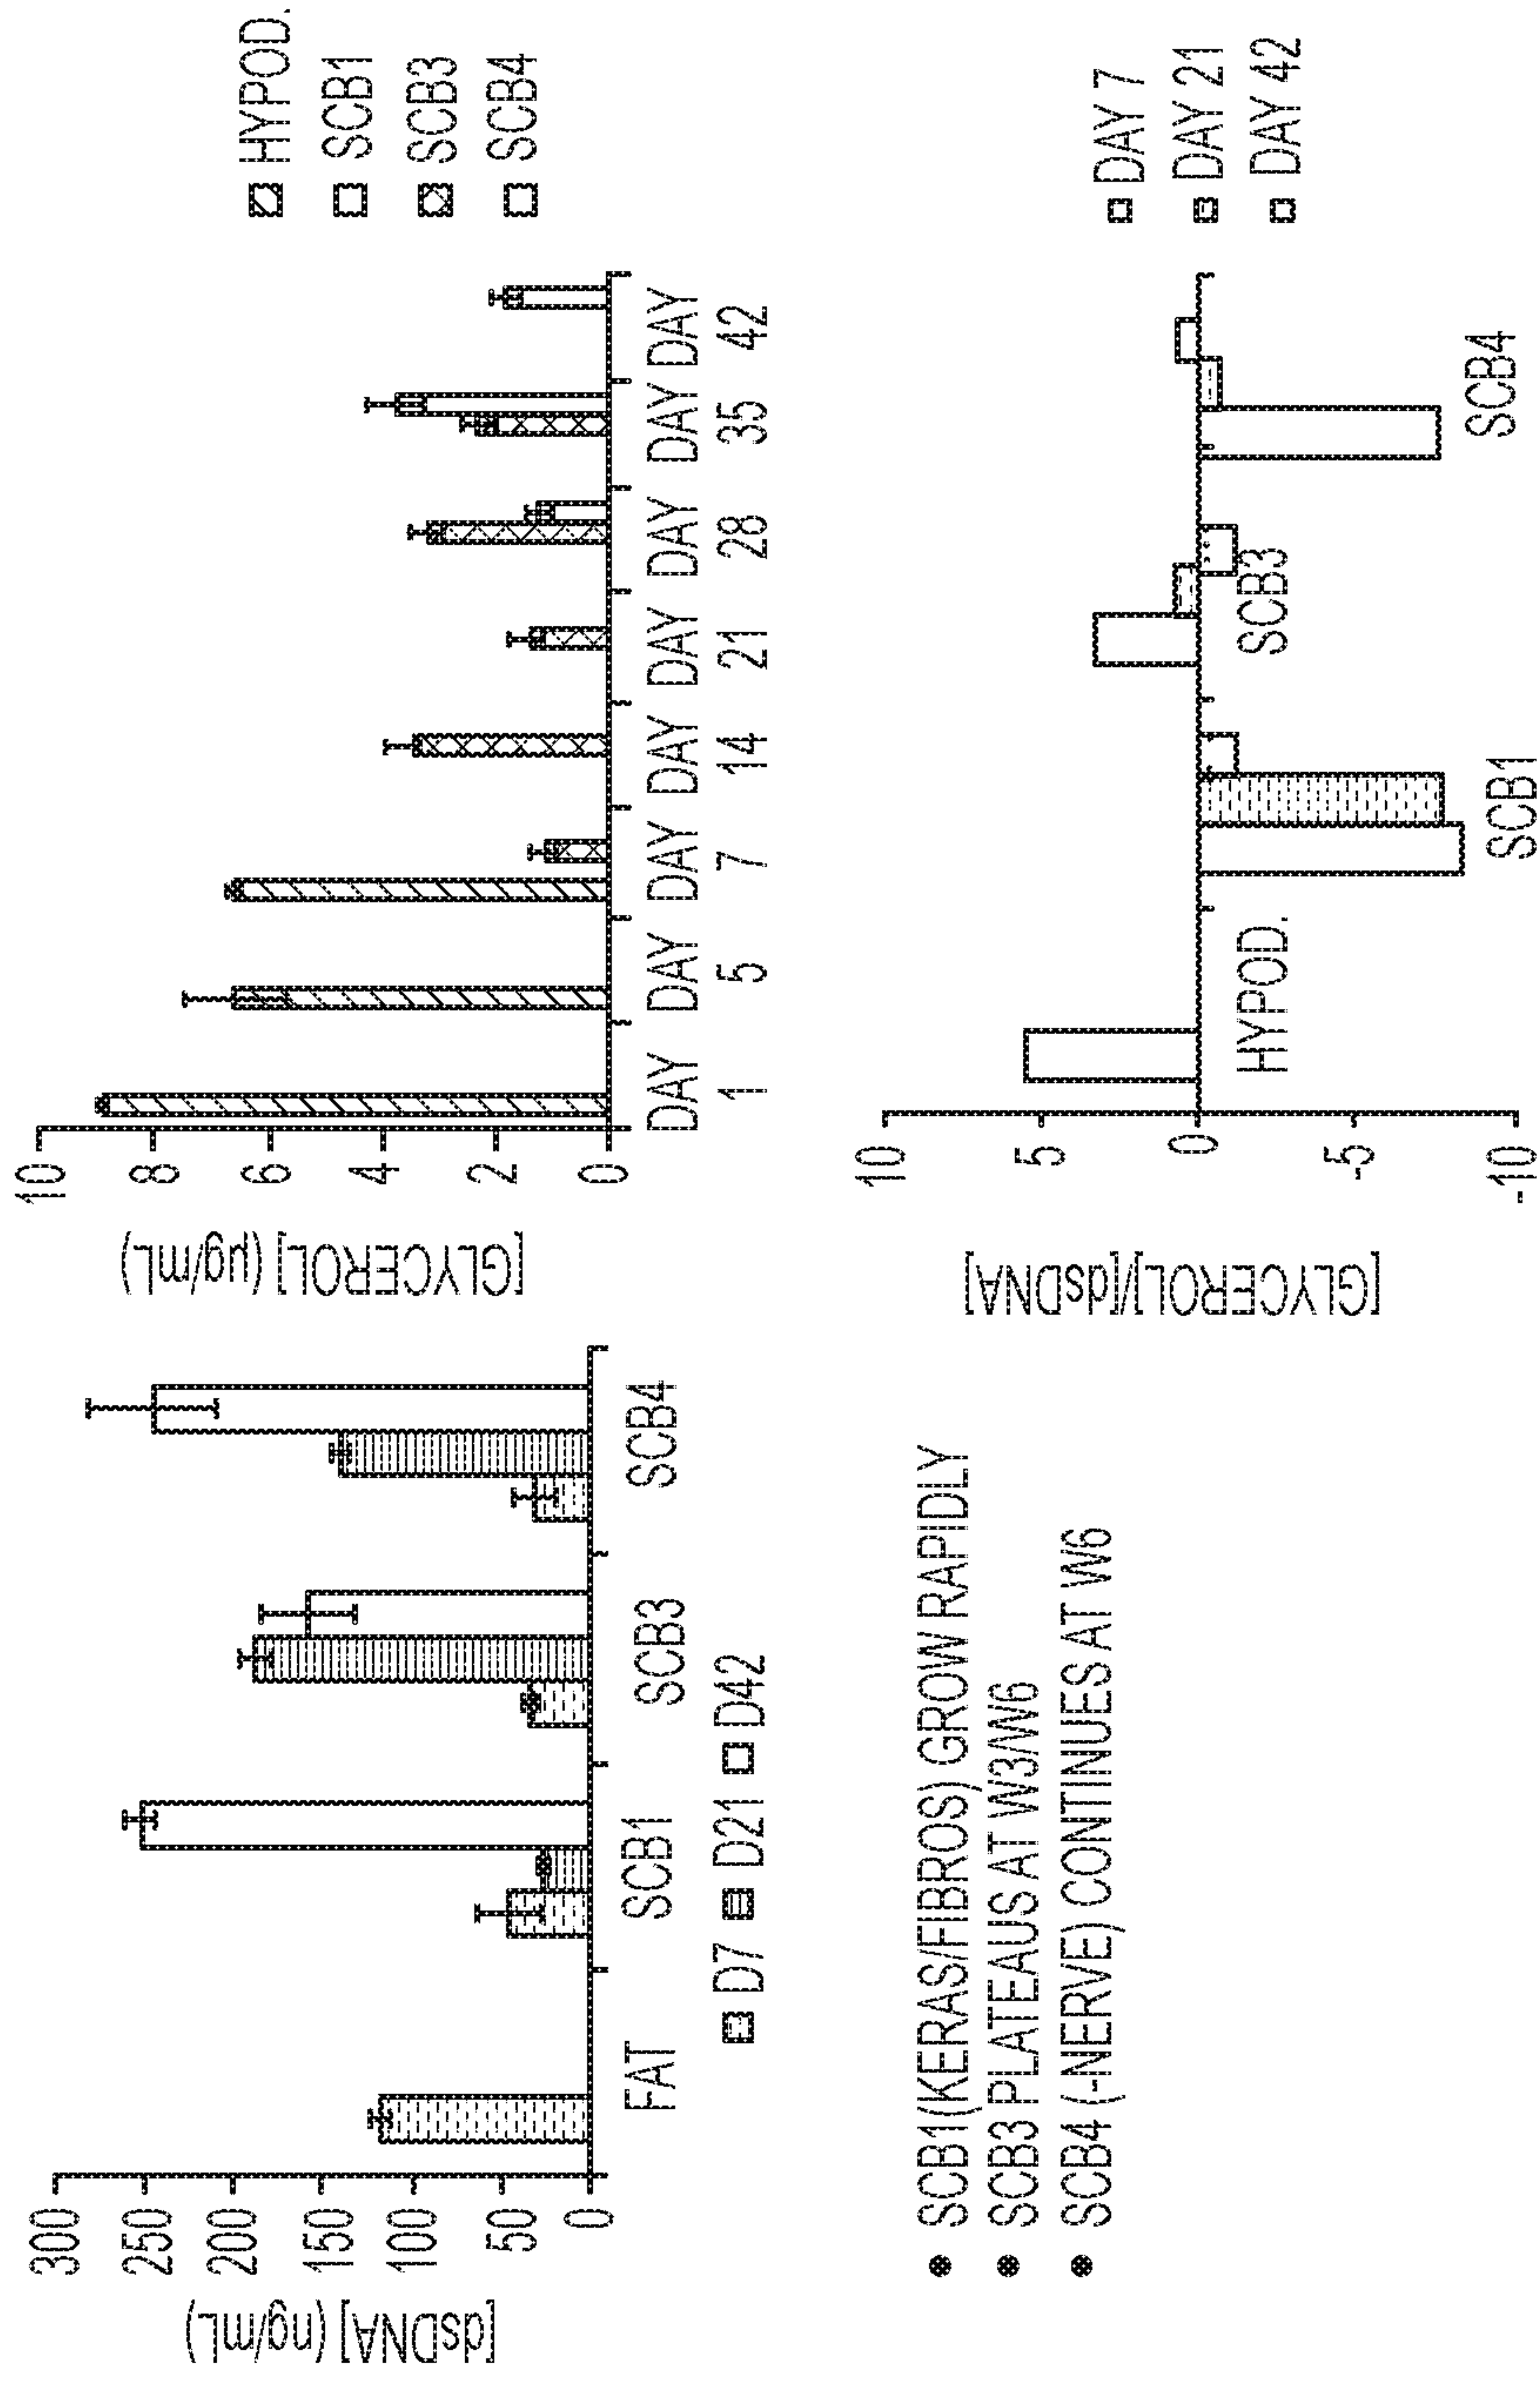 [dsDNA] (ng/mL)
300
250
200
150
100
50
0
FAT
SCB1
SCB3
SCB4
D7 D21 D42
[GLYCEROL] (µg/mL)
10
8
6
4
2
0
DAY DAY DAY DAY DAY DAY DAY DAY
1 5 7 14 21 28 35 42
HYPOD.
SCB1
SCB3
SCB4
SCB1(KERAS/FIBROS) GROW RAPIDLY
SCB3 PLATEAUS AT W3/W6
SCB4 (-NERVE) CONTINUES AT W6
[GLYCEROL]/[dsDNA]
10
5
0
-5
-10
HYPOD.
SCB1
SCB3
SCB4
DAY 7
DAY 21
DAY 42